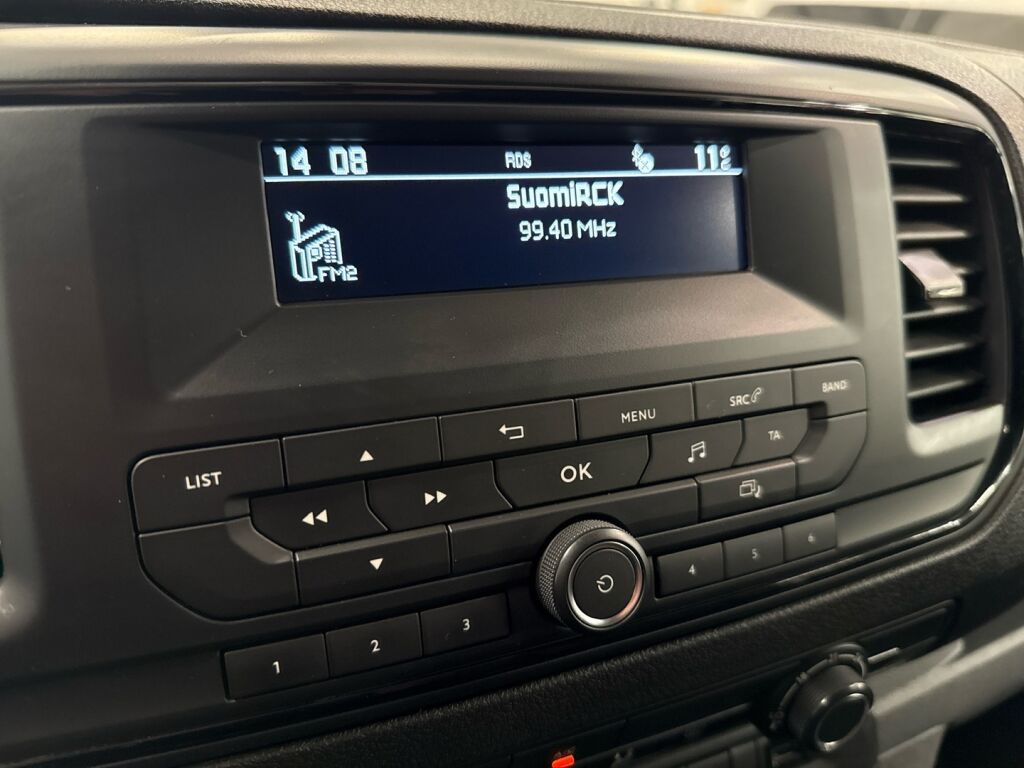 14 08 RDS 11°
SuomiRCK
99.40 MHz
FM2
LIST MENU SRC BAND
OK TA
1 2 3 4 5 6